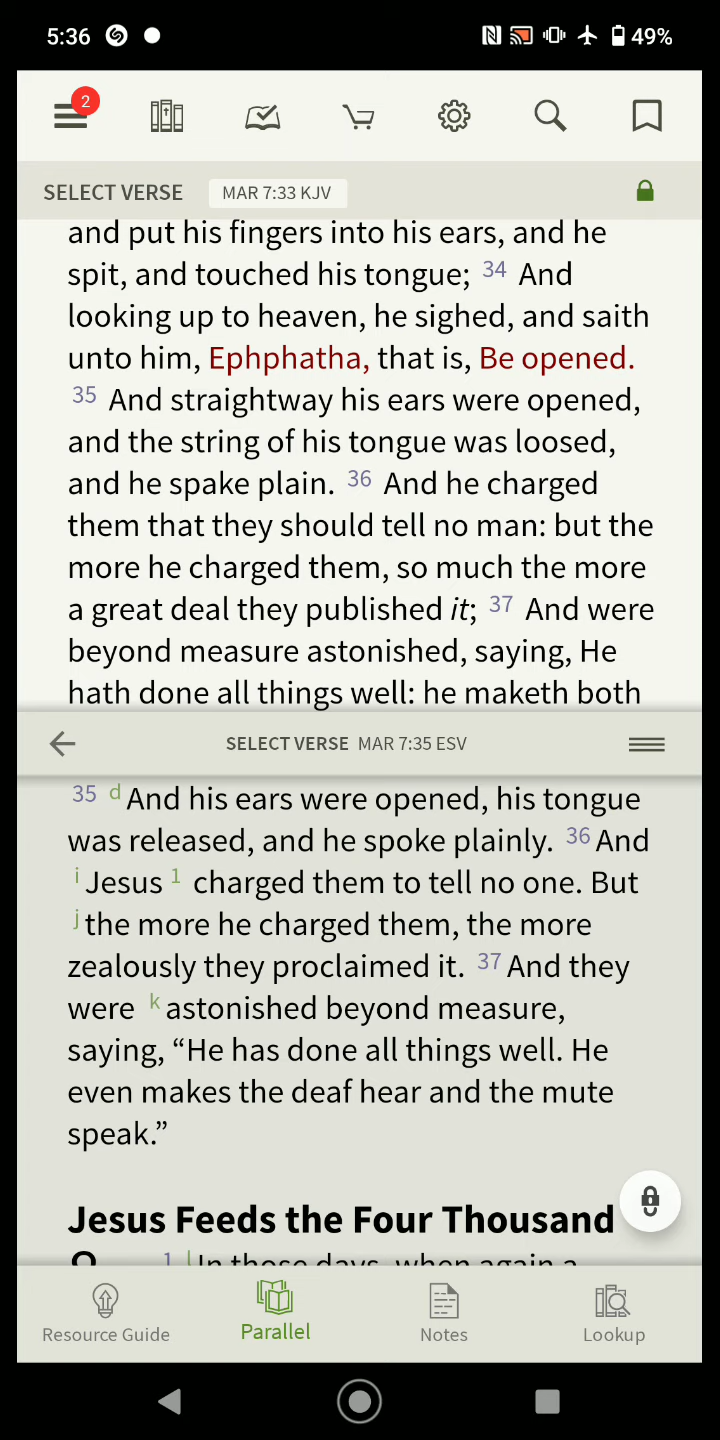 5:36
49%
2
SELECT VERSE MAR 7:33 KJV
and put his fingers into his ears, and he
spit, and touched his tongue; 34 And
looking up to heaven, he sighed, and saith
unto him, Ephphatha, that is, Be opened.
35 And straightway his ears were opened,
and the string of his tongue was loosed,
and he spake plain. 36 And he charged
them that they should tell no man: but the
more he charged them, so much the more
a great deal they published it; 37 And were
beyond measure astonished, saying, He
hath done all things well: he maketh both
SELECT VERSE MAR 7:35 ESV
35 d And his ears were opened, his tongue
was released, and he spoke plainly. 36 And
i Jesus 1 charged them to tell no one. But
j the more he charged them, the more
zealously they proclaimed it. 37 And they
were k astonished beyond measure,
saying, “He has done all things well. He
even makes the deaf hear and the mute
speak.”
Jesus Feeds the Four Thousand
1 l In those days, when again a
Resource Guide
Parallel
Notes
Lookup